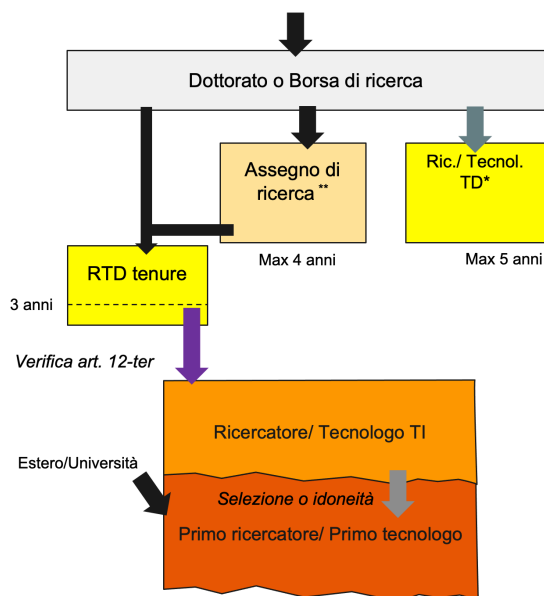 Dottorato o Borsa di ricerca
Assegno di
ricerca **
Ric./ Tecnol.
TD*
Max 4 anni
Max 5 anni
RTD tenure
3 anni
Verifica art. 12-ter
Ricercatore/ Tecnologo TI
Estero/Università
Selezione o idoneità
Primo ricercatore/ Primo tecnologo